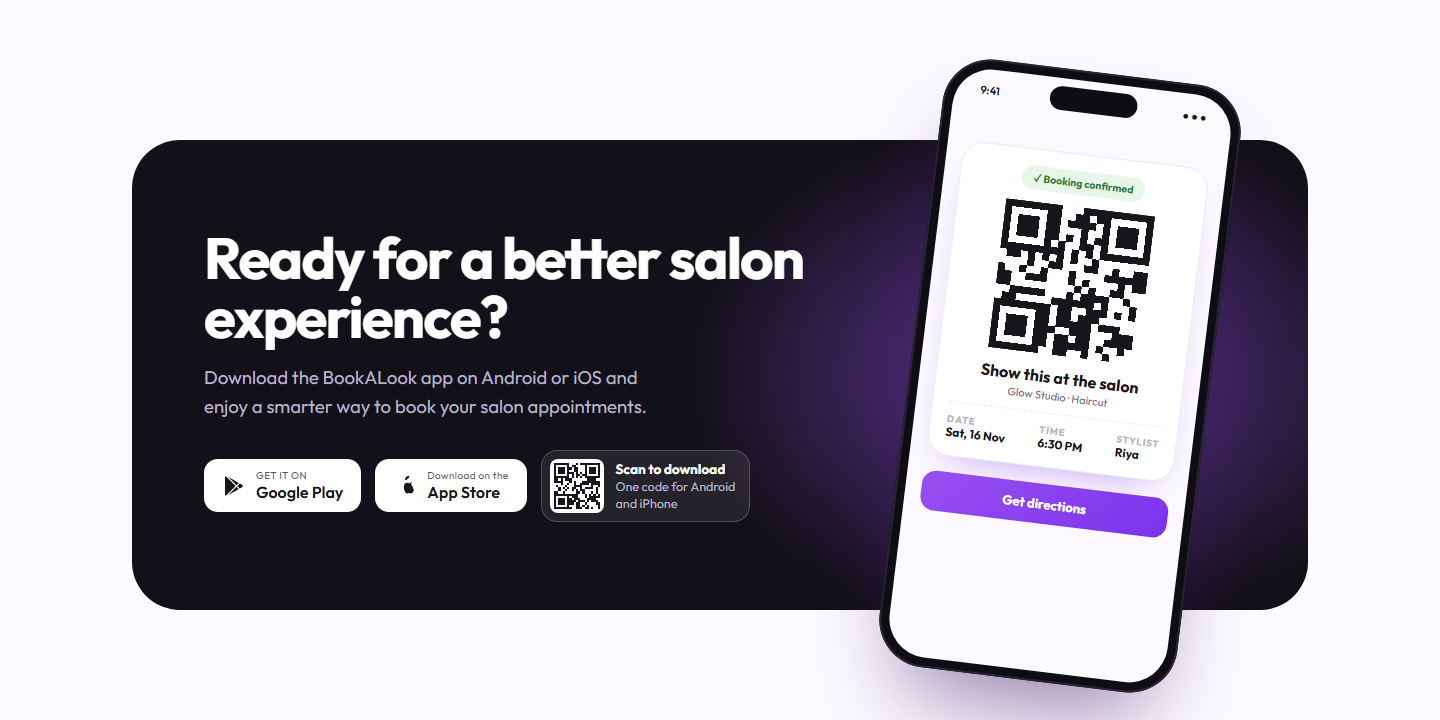 Ready for a better salon
experience?
Download the BookALook app on Android or iOS and
enjoy a smarter way to book your salon appointments.
GET IT ON
Google Play
Download on the
App Store
Scan to download
One code for Android
and iPhone
9:41
✓ Booking confirmed
Show this at the salon
Glow Studio · Haircut
DATE TIME STYLIST
Sat, 16 Nov 6:30 PM Riya
Get directions